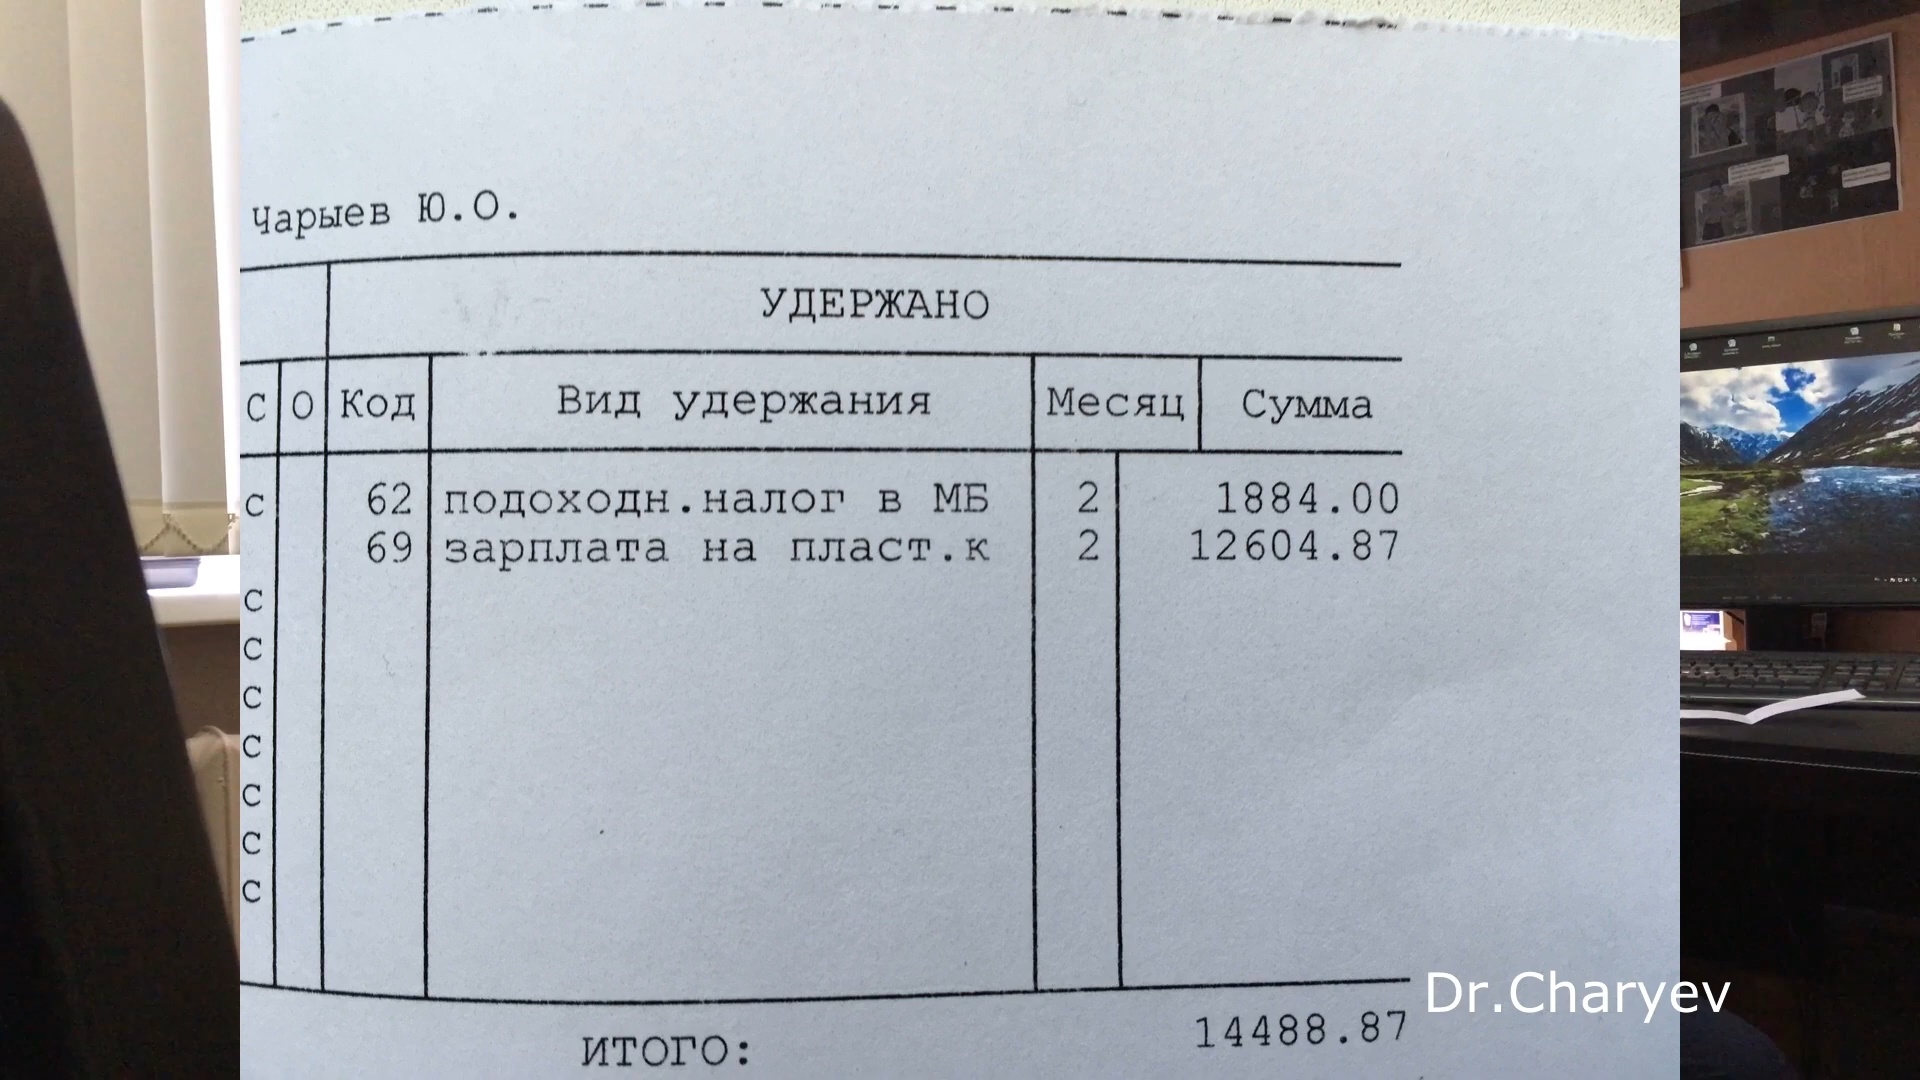 Чарыев Ю.О.
УДЕРЖАНО
С О Код Вид удержания Месяц Сумма
с 62 подоходн.налог в МБ 2 1884.00
69 зарплата на пласт.к 2 12604.87
с
с
с
с
с
с
с
ИТОГО: 14488.87
Dr.Charyev